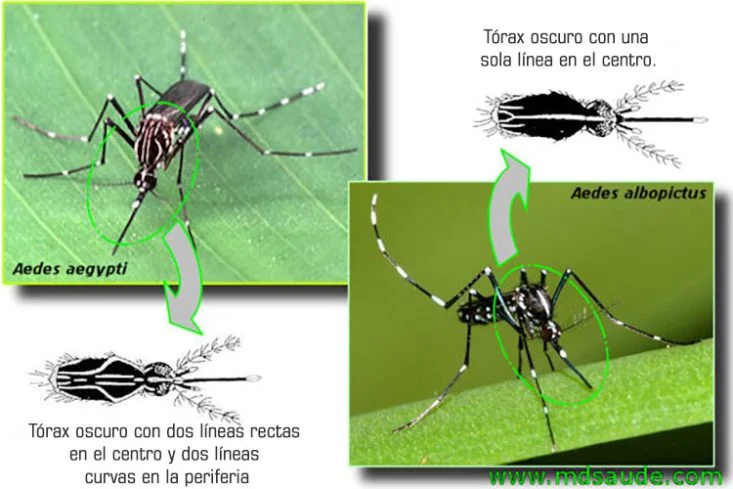 Tórax oscuro con una
sola línea en el centro.
Aedes albopictus
Aedes aegypti
Tórax oscuro con dos líneas rectas
en el centro y dos líneas
curvas en la periferia
www.mdsaude.com